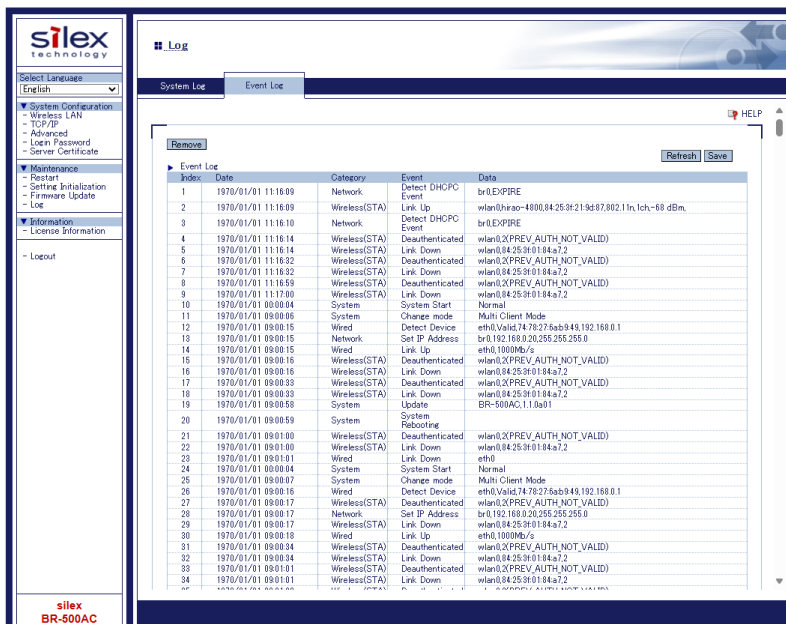 silex
technology
Select Language
English
▼ System Configuration
- Wireless LAN
- TCP/IP
- Advanced
- Login Password
- Server Certificate
▼ Maintenance
- Restart
- Setting Initialization
- Firmware Update
- Log
▼ Information
- License Information
- Logout
silex
BR-500AC
Log
System Log Event Log
HELP
Remove
Refresh Save
Event Log
Index Date Category Event Data
1 1970/01/01 11:16:09 Network Detect DHCPC Event br0,EXPIRE
2 1970/01/01 11:16:09 Wireless(STA) Link Up wlan0,hirao-4800,84:25:3f:21:9d:87,802.11n,1ch,-68 dBm,
3 1970/01/01 11:16:10 Network Detect DHCPC Event br0,EXPIRE
4 1970/01/01 11:16:14 Wireless(STA) Deauthenticated wlan0,2(PREV_AUTH_NOT_VALID)
5 1970/01/01 11:16:14 Wireless(STA) Link Down wlan0,84:25:3f:01:84:a7,2
6 1970/01/01 11:16:32 Wireless(STA) Deauthenticated wlan0,2(PREV_AUTH_NOT_VALID)
7 1970/01/01 11:16:32 Wireless(STA) Link Down wlan0,84:25:3f:01:84:a7,2
8 1970/01/01 11:16:59 Wireless(STA) Deauthenticated wlan0,2(PREV_AUTH_NOT_VALID)
9 1970/01/01 11:17:00 Wireless(STA) Link Down wlan0,84:25:3f:01:84:a7,2
10 1970/01/01 00:00:04 System System Start Normal
11 1970/01/01 09:00:06 System Change mode Multi Client Mode
12 1970/01/01 09:00:15 Wired Detect Device eth0,Valid,74:78:27:6a:b9:49,192.168.0.1
13 1970/01/01 09:00:15 Network Set IP Address br0,192.168.0.20,255.255.255.0
14 1970/01/01 09:00:15 Wired Link Up eth0,1000Mb/s
15 1970/01/01 09:00:16 Wireless(STA) Deauthenticated wlan0,2(PREV_AUTH_NOT_VALID)
16 1970/01/01 09:00:16 Wireless(STA) Link Down wlan0,84:25:3f:01:84:a7,2
17 1970/01/01 09:00:33 Wireless(STA) Deauthenticated wlan0,2(PREV_AUTH_NOT_VALID)
18 1970/01/01 09:00:33 Wireless(STA) Link Down wlan0,84:25:3f:01:84:a7,2
19 1970/01/01 09:00:58 System Update BR-500AC,1.1.0a01
20 1970/01/01 09:00:59 System System Rebooting
21 1970/01/01 09:01:00 Wireless(STA) Deauthenticated wlan0,2(PREV_AUTH_NOT_VALID)
22 1970/01/01 09:01:00 Wireless(STA) Link Down wlan0,84:25:3f:01:84:a7,2
23 1970/01/01 09:01:01 Wired Link Down eth0
24 1970/01/01 00:00:04 System System Start Normal
25 1970/01/01 09:00:07 System Change mode Multi Client Mode
26 1970/01/01 09:00:16 Wired Detect Device eth0,Valid,74:78:27:6a:b9:49,192.168.0.1
27 1970/01/01 09:00:17 Wireless(STA) Deauthenticated wlan0,2(PREV_AUTH_NOT_VALID)
28 1970/01/01 09:00:17 Network Set IP Address br0,192.168.0.20,255.255.255.0
29 1970/01/01 09:00:17 Wireless(STA) Link Down wlan0,84:25:3f:01:84:a7,2
30 1970/01/01 09:00:18 Wired Link Up eth0,1000Mb/s
31 1970/01/01 09:00:34 Wireless(STA) Deauthenticated wlan0,2(PREV_AUTH_NOT_VALID)
32 1970/01/01 09:00:34 Wireless(STA) Link Down wlan0,84:25:3f:01:84:a7,2
33 1970/01/01 09:01:01 Wireless(STA) Deauthenticated wlan0,2(PREV_AUTH_NOT_VALID)
34 1970/01/01 09:01:01 Wireless(STA) Link Down wlan0,84:25:3f:01:84:a7,2